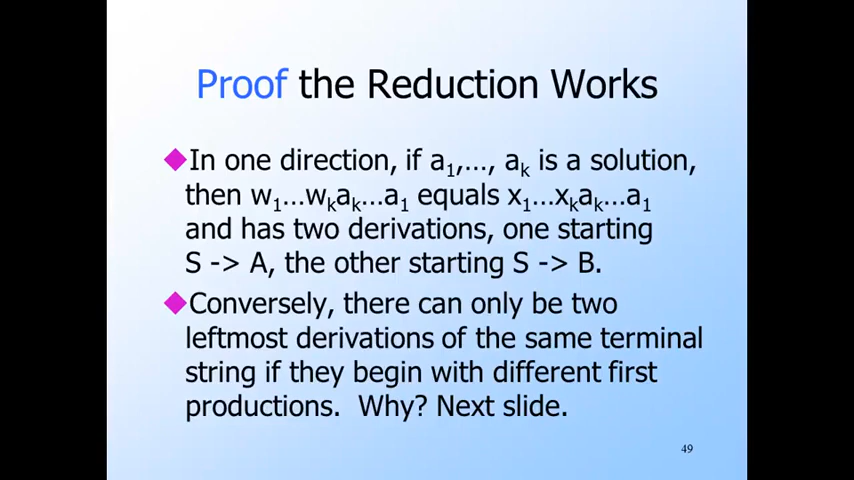 Proof the Reduction Works
◆In one direction, if a₁,…, aₖ is a solution,
then w₁…wₖaₖ…a₁ equals x₁…xₖaₖ…a₁
and has two derivations, one starting
S -> A, the other starting S -> B.
◆Conversely, there can only be two
leftmost derivations of the same terminal
string if they begin with different first
productions. Why? Next slide.
49